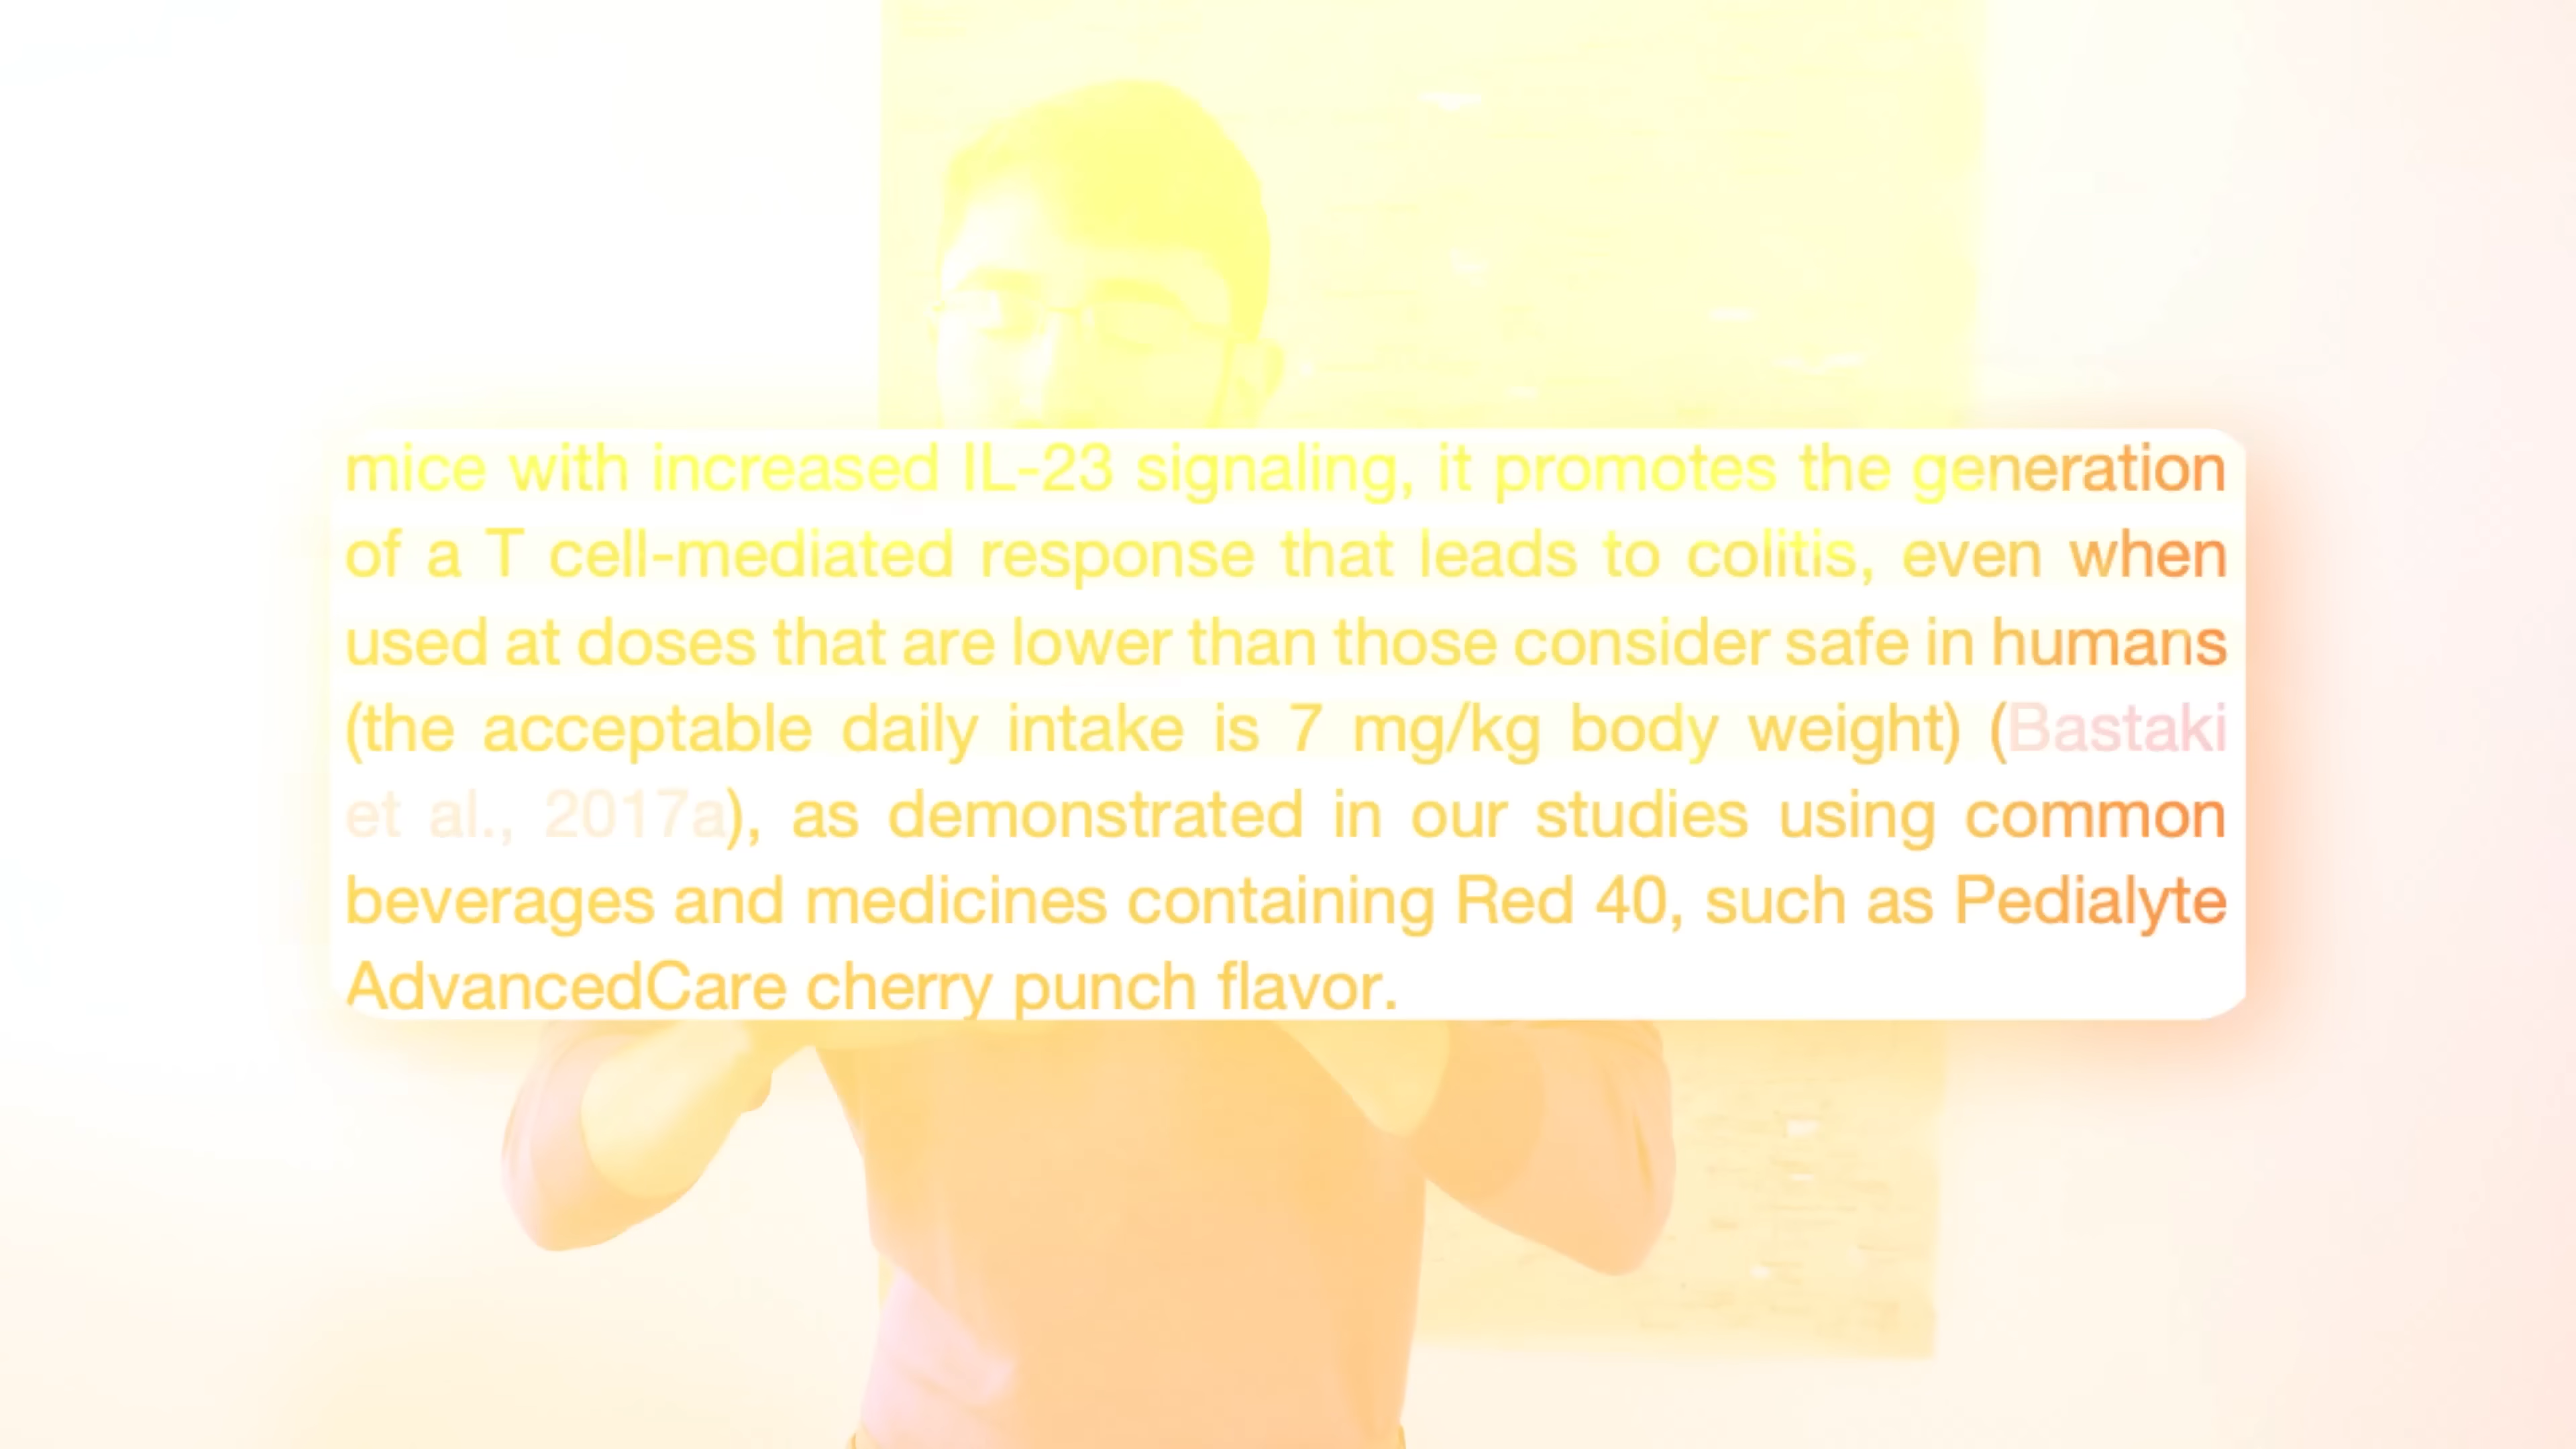 mice with increased IL-23 signaling, it promotes the generation
of a T cell-mediated response that leads to colitis, even when
used at doses that are lower than those consider safe in humans
(the acceptable daily intake is 7 mg/kg body weight) (Bastaki
et al., 2017a), as demonstrated in our studies using common
beverages and medicines containing Red 40, such as Pedialyte
AdvancedCare cherry punch flavor.